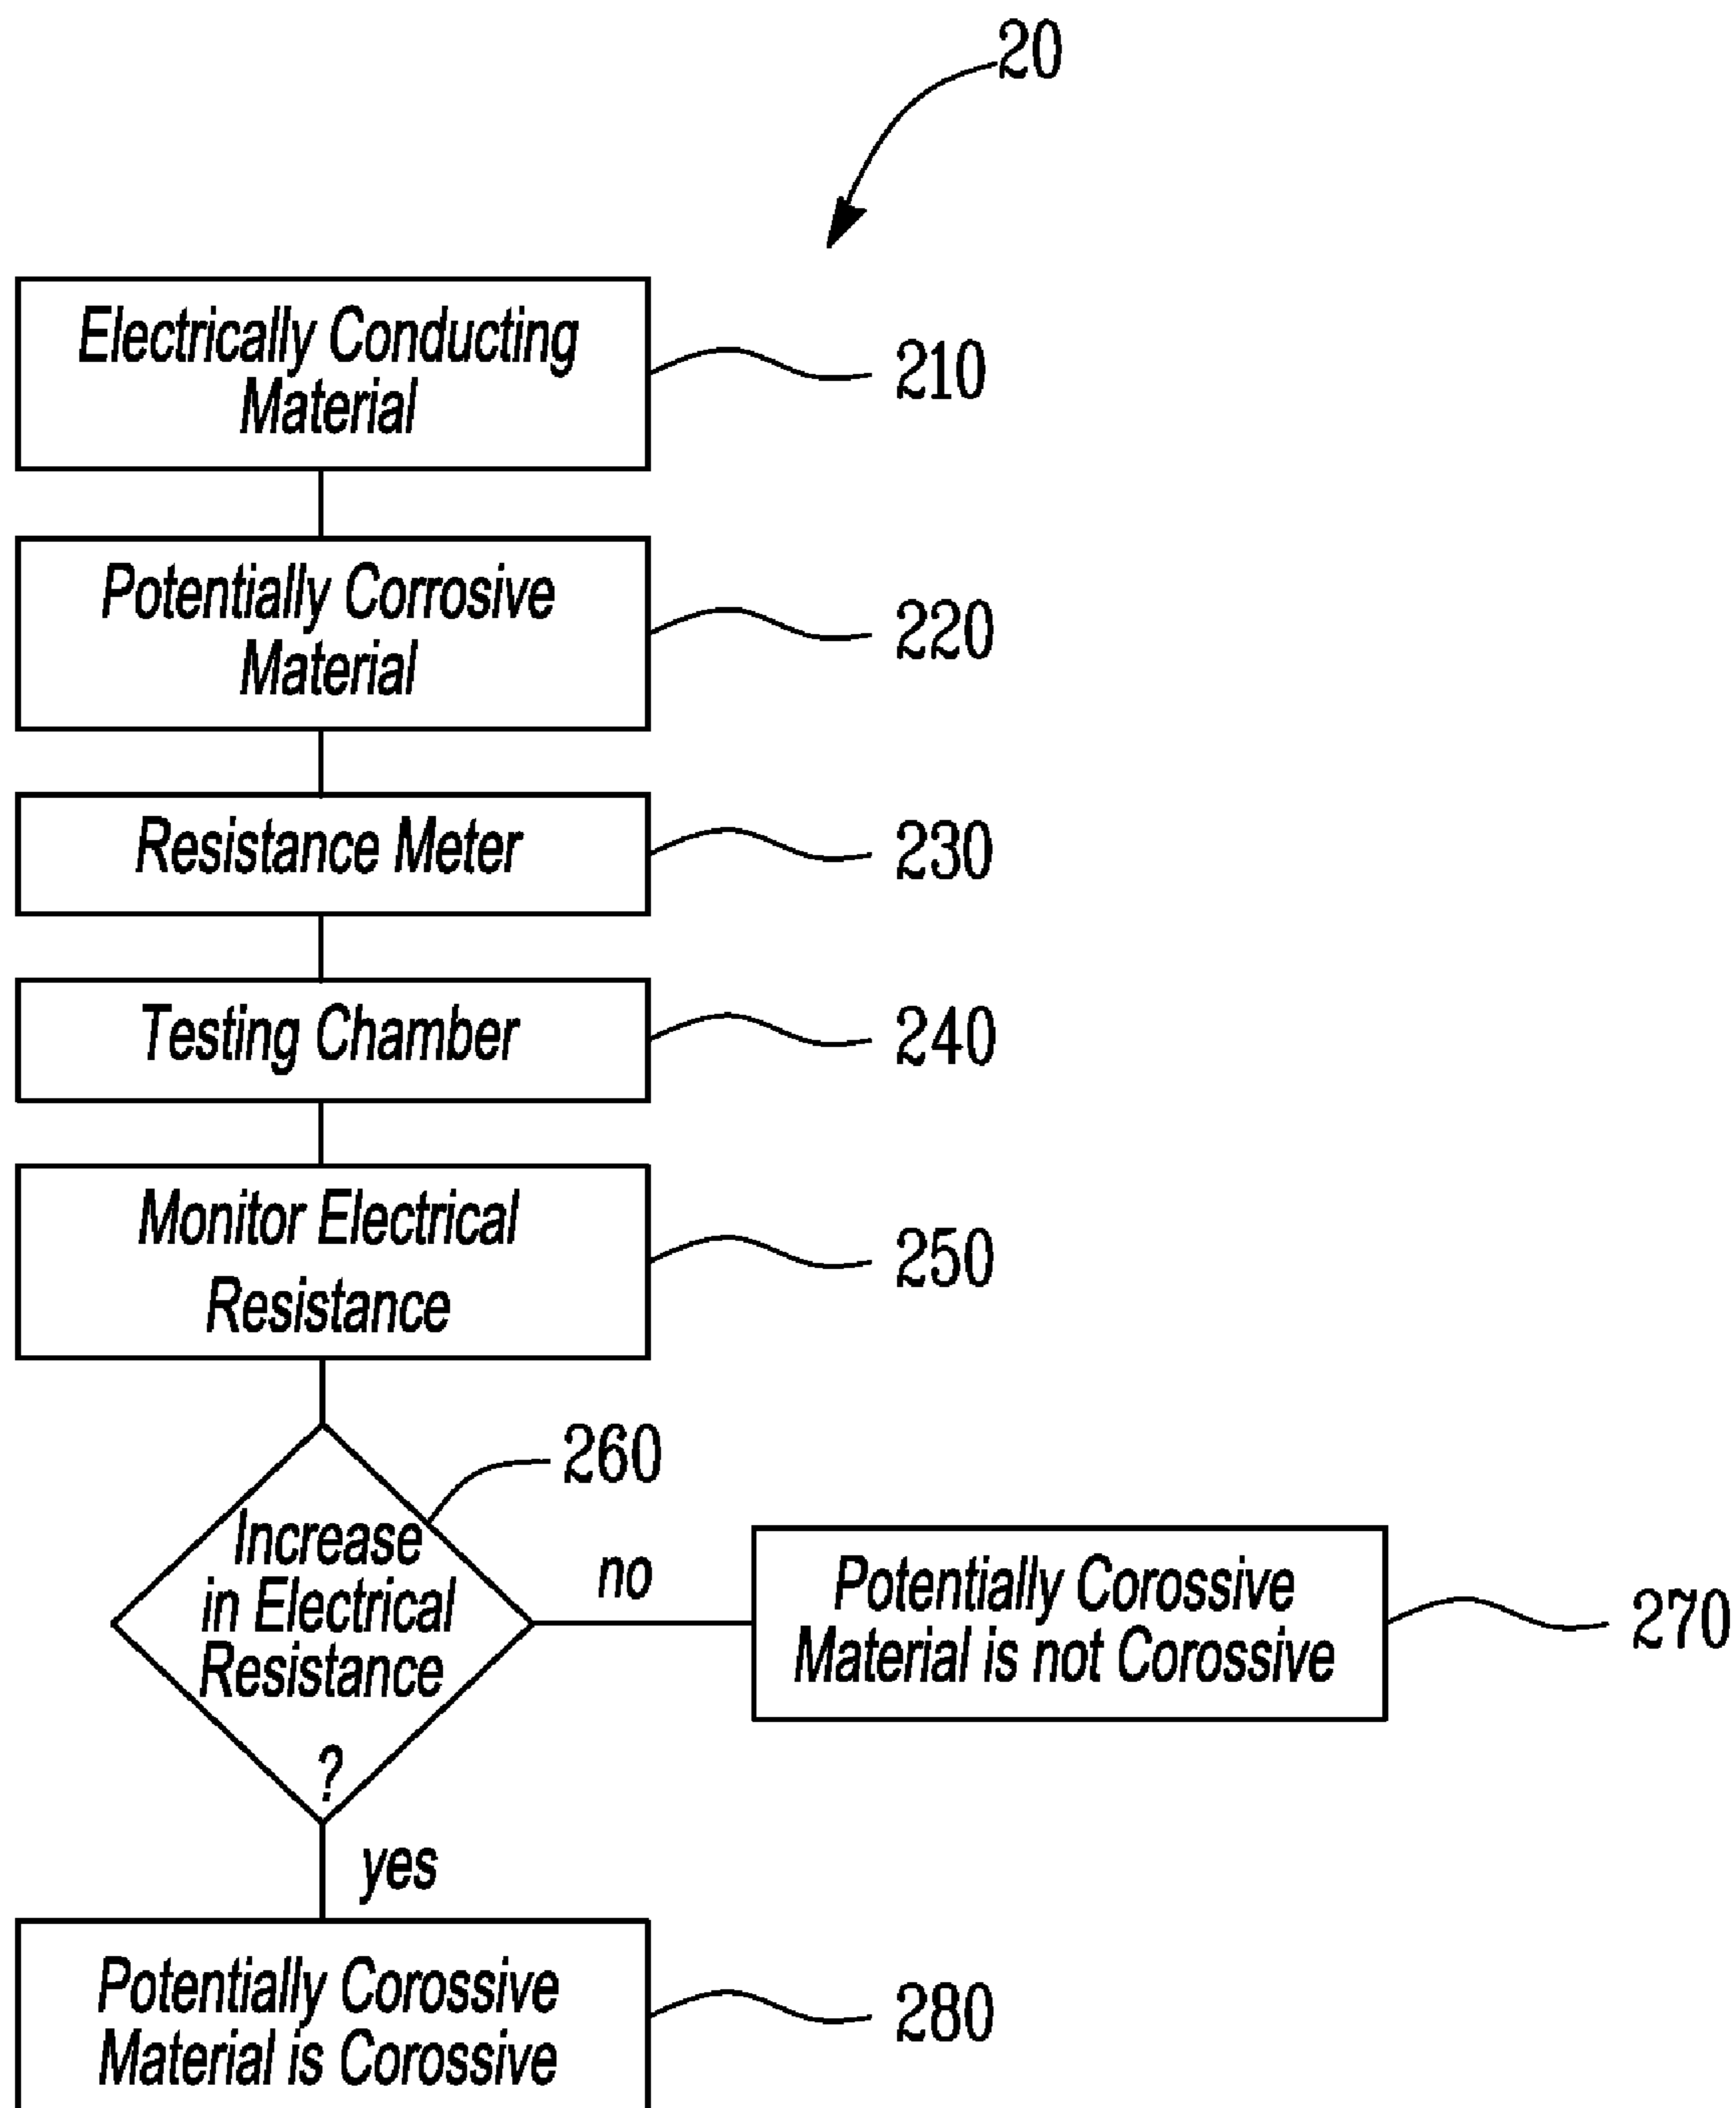 20
Electrically Conducting
Material
210
Potentially Corrosive
Material
220
Resistance Meter
230
Testing Chamber
240
Monitor Electrical
Resistance
250
260
Increase
in Electrical
Resistance
?
no
Potentially Corossive
Material is not Corossive
270
yes
Potentially Corossive
Material is Corossive
280